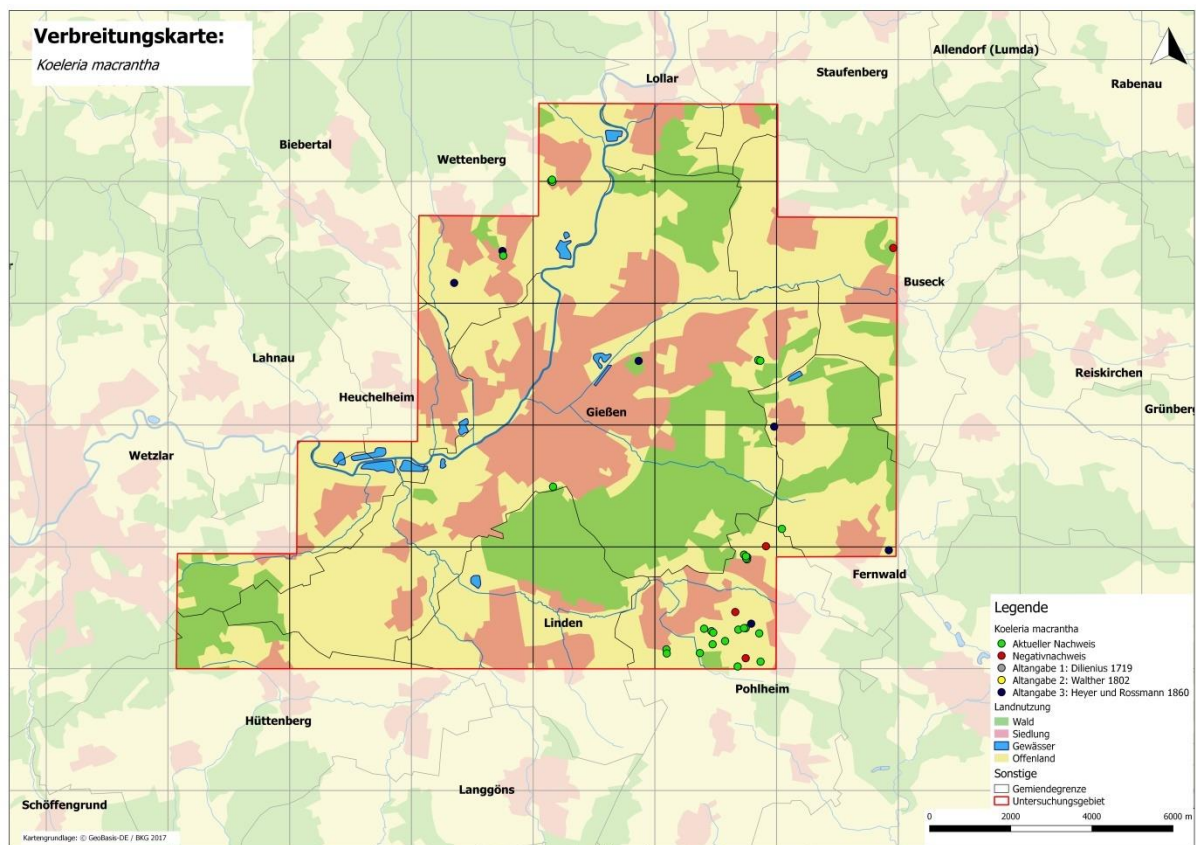 Verbreitungskarte:
Koeleria macrantha
Allendorf (Lumda)
Staufenberg
Lollar
Rabenau
Biebertal
Wettenberg
Buseck
Lahnau
Reiskirchen
Heuchelheim
Grünberg
Gießen
Wetzlar
Fernwald
Linden
Pohlheim
Hüttenberg
Langgöns
Schöffengrund
Legende
Koeleria macrantha
Aktueller Nachweis
Negativnachweis
Altangabe 1: Dillenius 1719
Altangabe 2: Walther 1802
Altangabe 3: Heyer und Rossmann 1860
Landnutzung
Wald
Siedlung
Gewässer
Offenland
Sonstige
Gemiendegrenze
Untersuchungsgebiet
0 2000 4000 6000 m
Kartengrundlage: © GeoBasis-DE / BKG 2017